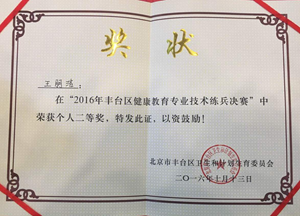 奖状
王丽瑶：
在“2016年丰台区健康教育专业技术练兵决赛”中
荣获个人二等奖，特发此证，以资鼓励！
北京市丰台区卫生和计划生育委员会
二〇一六年十月十三日